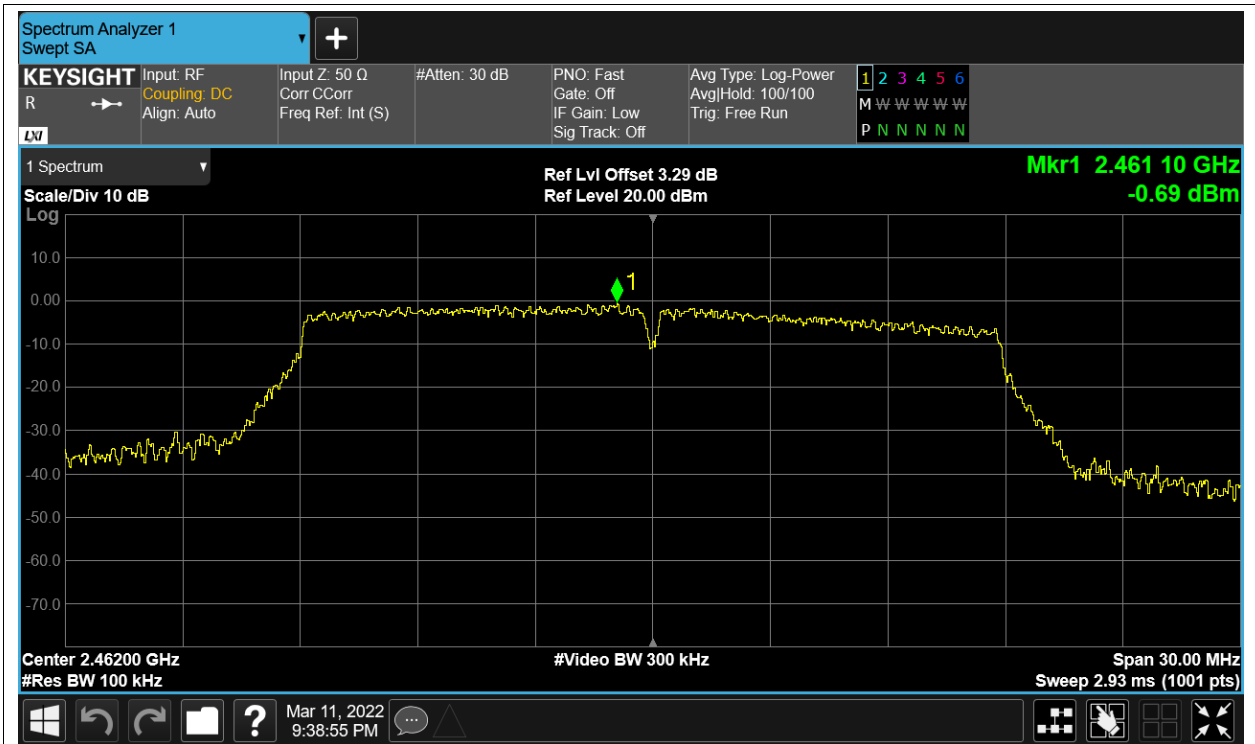 Spectrum Analyzer 1
Swept SA
KEYSIGHT
R
LXI
Input: RF
Coupling: DC
Align: Auto
Input Z: 50 Ω
Corr CCorr
Freq Ref: Int (S)
#Atten: 30 dB
PNO: Fast
Gate: Off
IF Gain: Low
Sig Track: Off
Avg Type: Log-Power
Avg|Hold: 100/100
Trig: Free Run
1 2 3 4 5 6
M W W W W W
P N N N N N
1 Spectrum
Scale/Div 10 dB
Log
Ref Lvl Offset 3.29 dB
Ref Level 20.00 dBm
Mkr1 2.461 10 GHz
-0.69 dBm
10.0
0.00
-10.0
-20.0
-30.0
-40.0
-50.0
-60.0
-70.0
1
Center 2.46200 GHz
#Res BW 100 kHz
#Video BW 300 kHz
Span 30.00 MHz
Sweep 2.93 ms (1001 pts)
?
Mar 11, 2022
9:38:55 PM